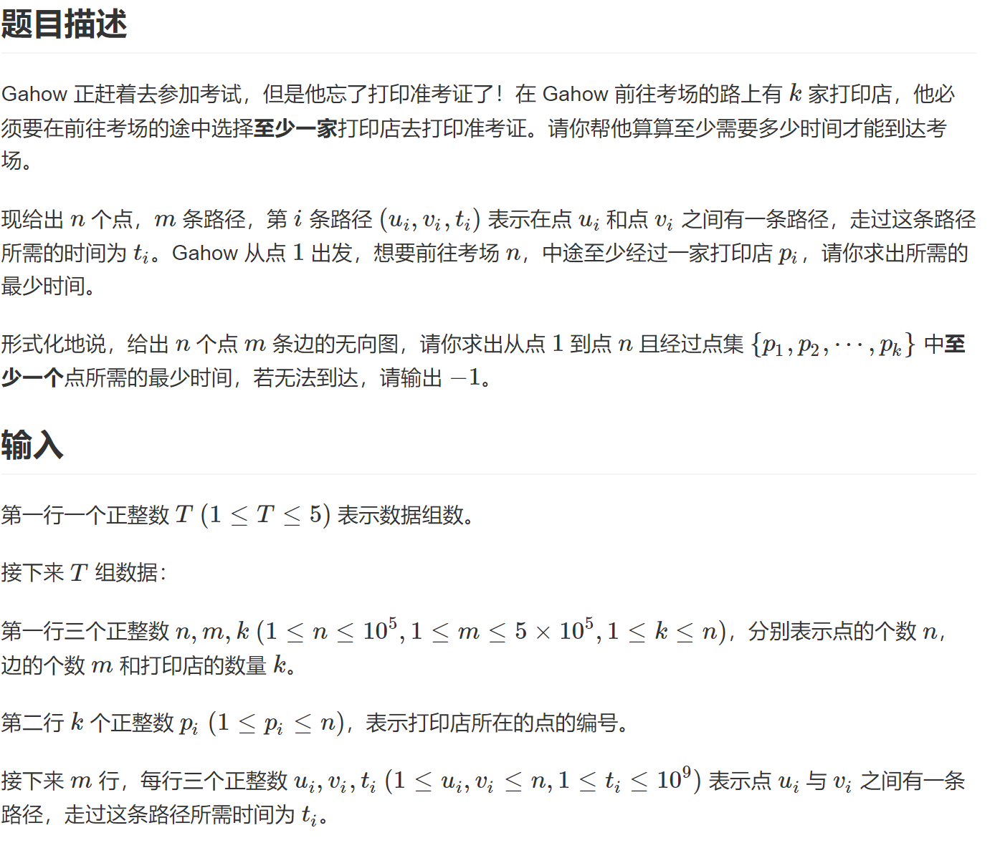 题目描述
Gahow 正赶着去参加考试，但是他忘了打印准考证了！在 Gahow 前往考场的路上有 k 家打印店，他必
须要在前往考场的途中选择至少一家打印店去打印准考证。请你帮他算算至少需要多少时间才能到达考
场。
现给出 n 个点，m 条路径，第 i 条路径 (u_i, v_i, t_i) 表示在点 u_i 和点 v_i 之间有一条路径，走过这条路径
所需的时间为 t_i。Gahow 从点 1 出发，想要前往考场 n，中途至少经过一家打印店 p_i，请你求出所需的
最少时间。
形式化地说，给出 n 个点 m 条边的无向图，请你求出从点 1 到点 n 且经过点集 {p_1, p_2, ⋯, p_k} 中至
少一个点所需的最少时间，若无法到达，请输出 −1。
输入
第一行一个正整数 T (1 ≤ T ≤ 5) 表示数据组数。
接下来 T 组数据：
第一行三个正整数 n, m, k (1 ≤ n ≤ 10^5, 1 ≤ m ≤ 5 × 10^5, 1 ≤ k ≤ n)，分别表示点的个数 n，
边的个数 m 和打印店的数量 k。
第二行 k 个正整数 p_i (1 ≤ p_i ≤ n)，表示打印店所在的点的编号。
接下来 m 行，每行三个正整数 u_i, v_i, t_i (1 ≤ u_i, v_i ≤ n, 1 ≤ t_i ≤ 10^9) 表示点 u_i 与 v_i 之间有一条
路径，走过这条路径所需时间为 t_i。